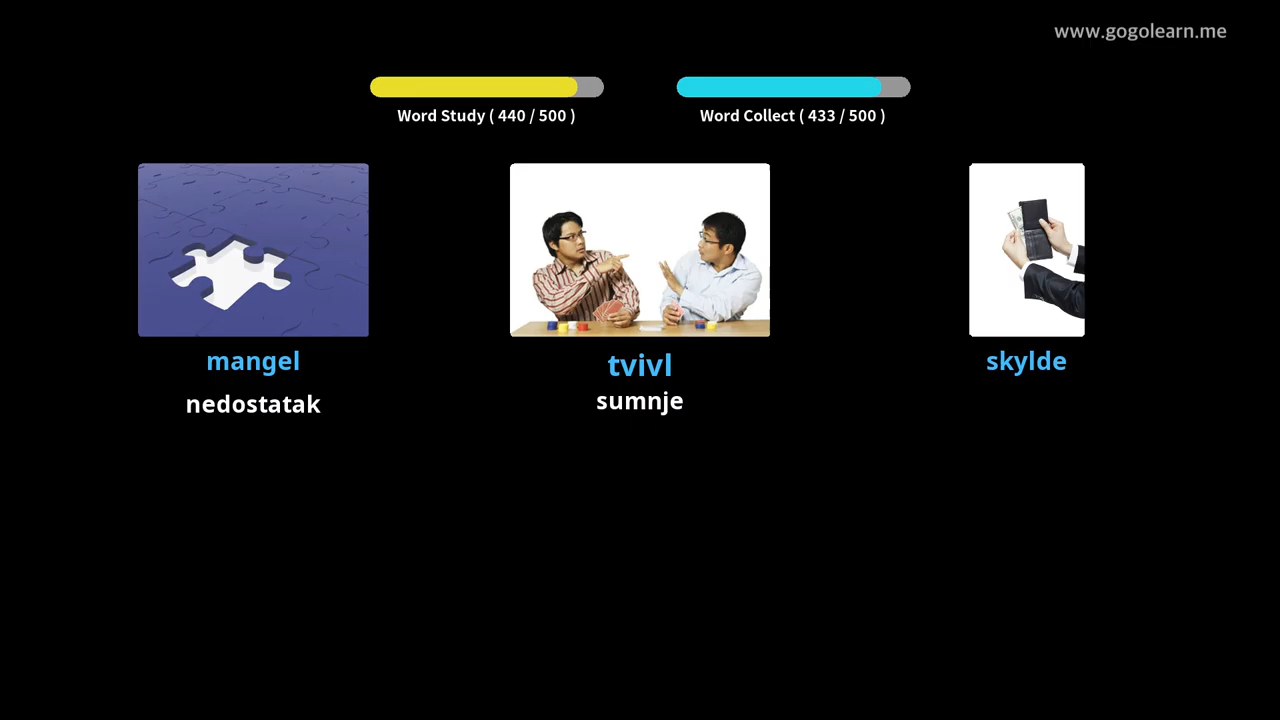 www.gogolearn.me
Word Study ( 440 / 500 )
Word Collect ( 433 / 500 )
mangel
tvivl
skylde
nedostatak
sumnje